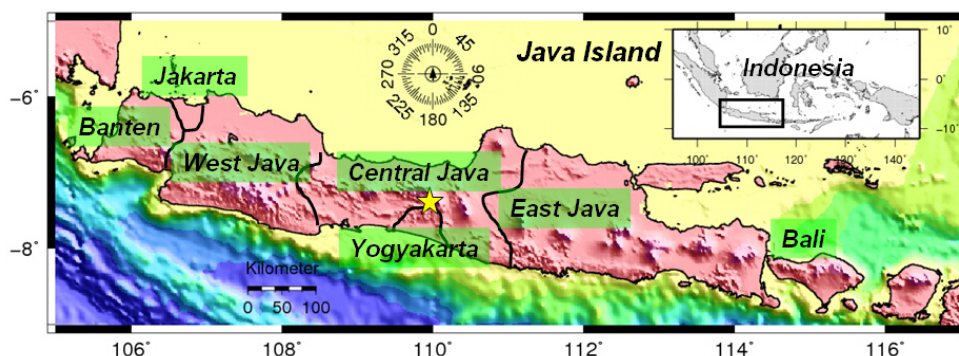 0
45
90
135
180
225
270
315
Java Island
Indonesia
10°
0°
−10°
100°
110°
120°
130°
140°
Jakarta
Banten
West Java
Central Java
East Java
Yogyakarta
Bali
Kilometer
0 50 100
−6°
−8°
106°
108°
110°
112°
114°
116°